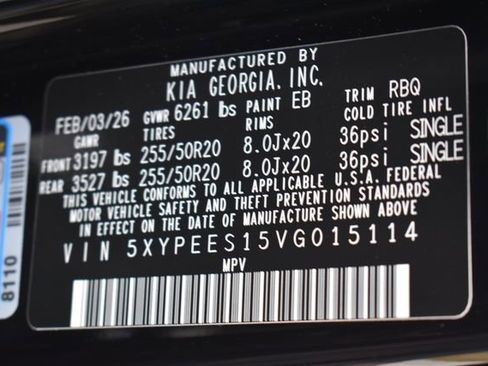 MANUFACTURED BY
KIA GEORGIA, INC.
FEB/03/26 GVWR 6261 lbs PAINT EB TRIM RBQ
GAWR TIRES RIMS COLD TIRE INFL
FRONT 3197 lbs 255/50R20 8.0Jx20 36psi SINGLE
REAR 3527 lbs 255/50R20 8.0Jx20 36psi SINGLE
THIS VEHICLE CONFORMS TO ALL APPLICABLE U.S.A. FEDERAL
MOTOR VEHICLE SAFETY AND THEFT PREVENTION STANDARDS
IN EFFECT ON THE DATE OF MANUFACTURE SHOWN ABOVE
VIN 5XYPEES15VG015114
MPV
8110